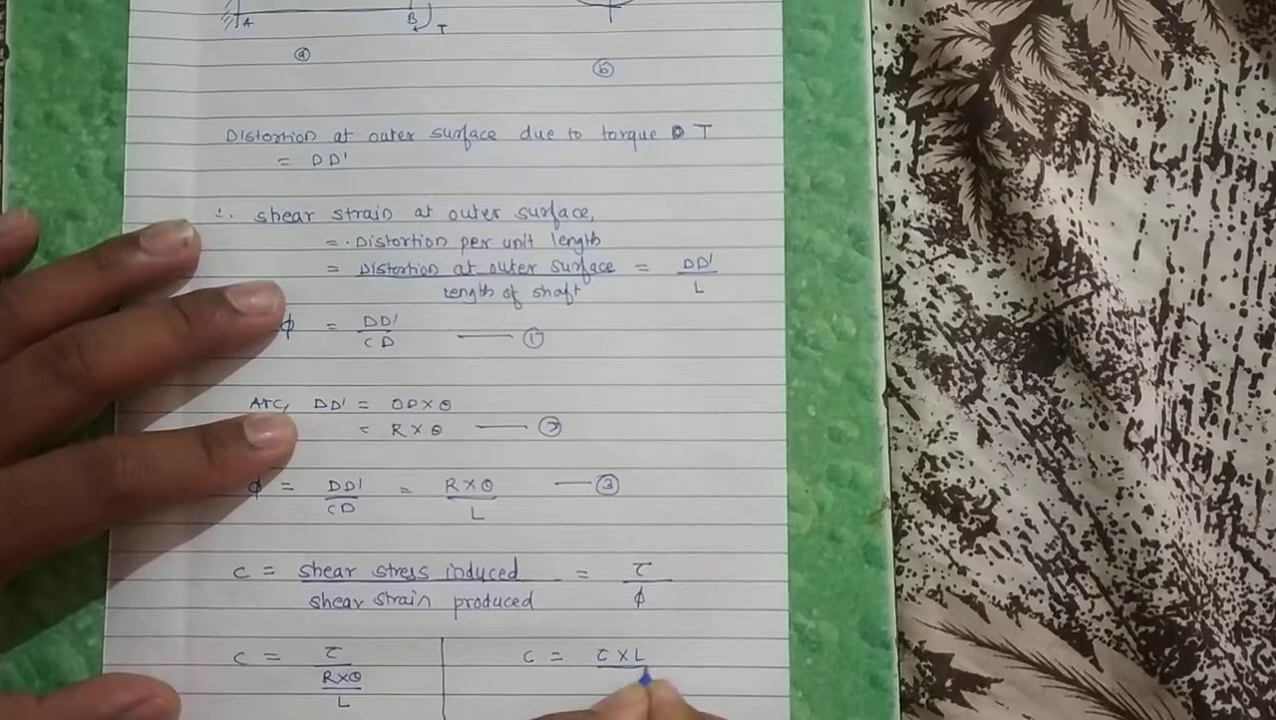 A B T
ⓐ ⓑ
Distortion at outer surface due to torque T
= DD'
∴ shear strain at outer surface,
= Distortion per unit length
= Distortion at outer surface / Length of shaft = DD' / L
ϕ = DD' / CD —— ①
Arc, DD' = OD × θ
= R × θ —— ②
ϕ = DD' / CD = R × θ / L —— ③
C = shear stress induced / shear strain produced = τ / ϕ
C = τ / (R×θ / L) C = τ × L